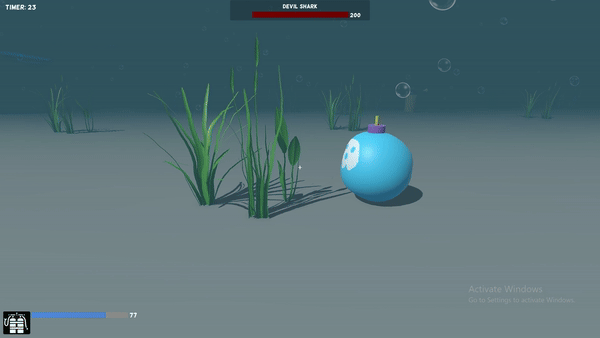 TIMER: 23
DEVIL SHARK
200
Activate Windows
Go to Settings to activate Windows.
77